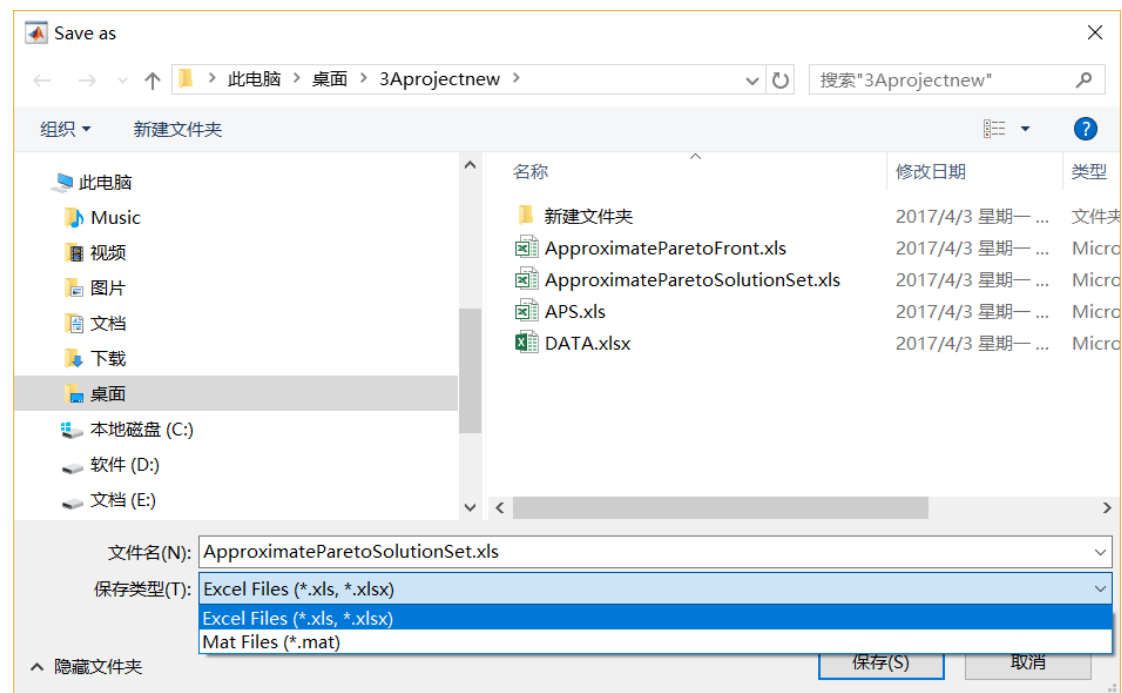 Save as
此电脑 > 桌面 > 3Aprojectnew >
搜索"3Aprojectnew"
组织
新建文件夹
?
此电脑
Music
视频
图片
文档
下载
桌面
本地磁盘 (C:)
软件 (D:)
文档 (E:)
名称 修改日期 类型
新建文件夹 2017/4/3 星期一 ... 文件夹
ApproximateParetoFront.xls 2017/4/3 星期一 ... Micro
ApproximateParetoSolutionSet.xls 2017/4/3 星期一 ... Micro
APS.xls 2017/4/3 星期一 ... Micro
DATA.xlsx 2017/4/3 星期一 ... Micro
文件名(N): ApproximateParetoSolutionSet.xls
保存类型(T): Excel Files (*.xls, *.xlsx)
Excel Files (*.xls, *.xlsx)
Mat Files (*.mat)
隐藏文件夹
保存(S)
取消